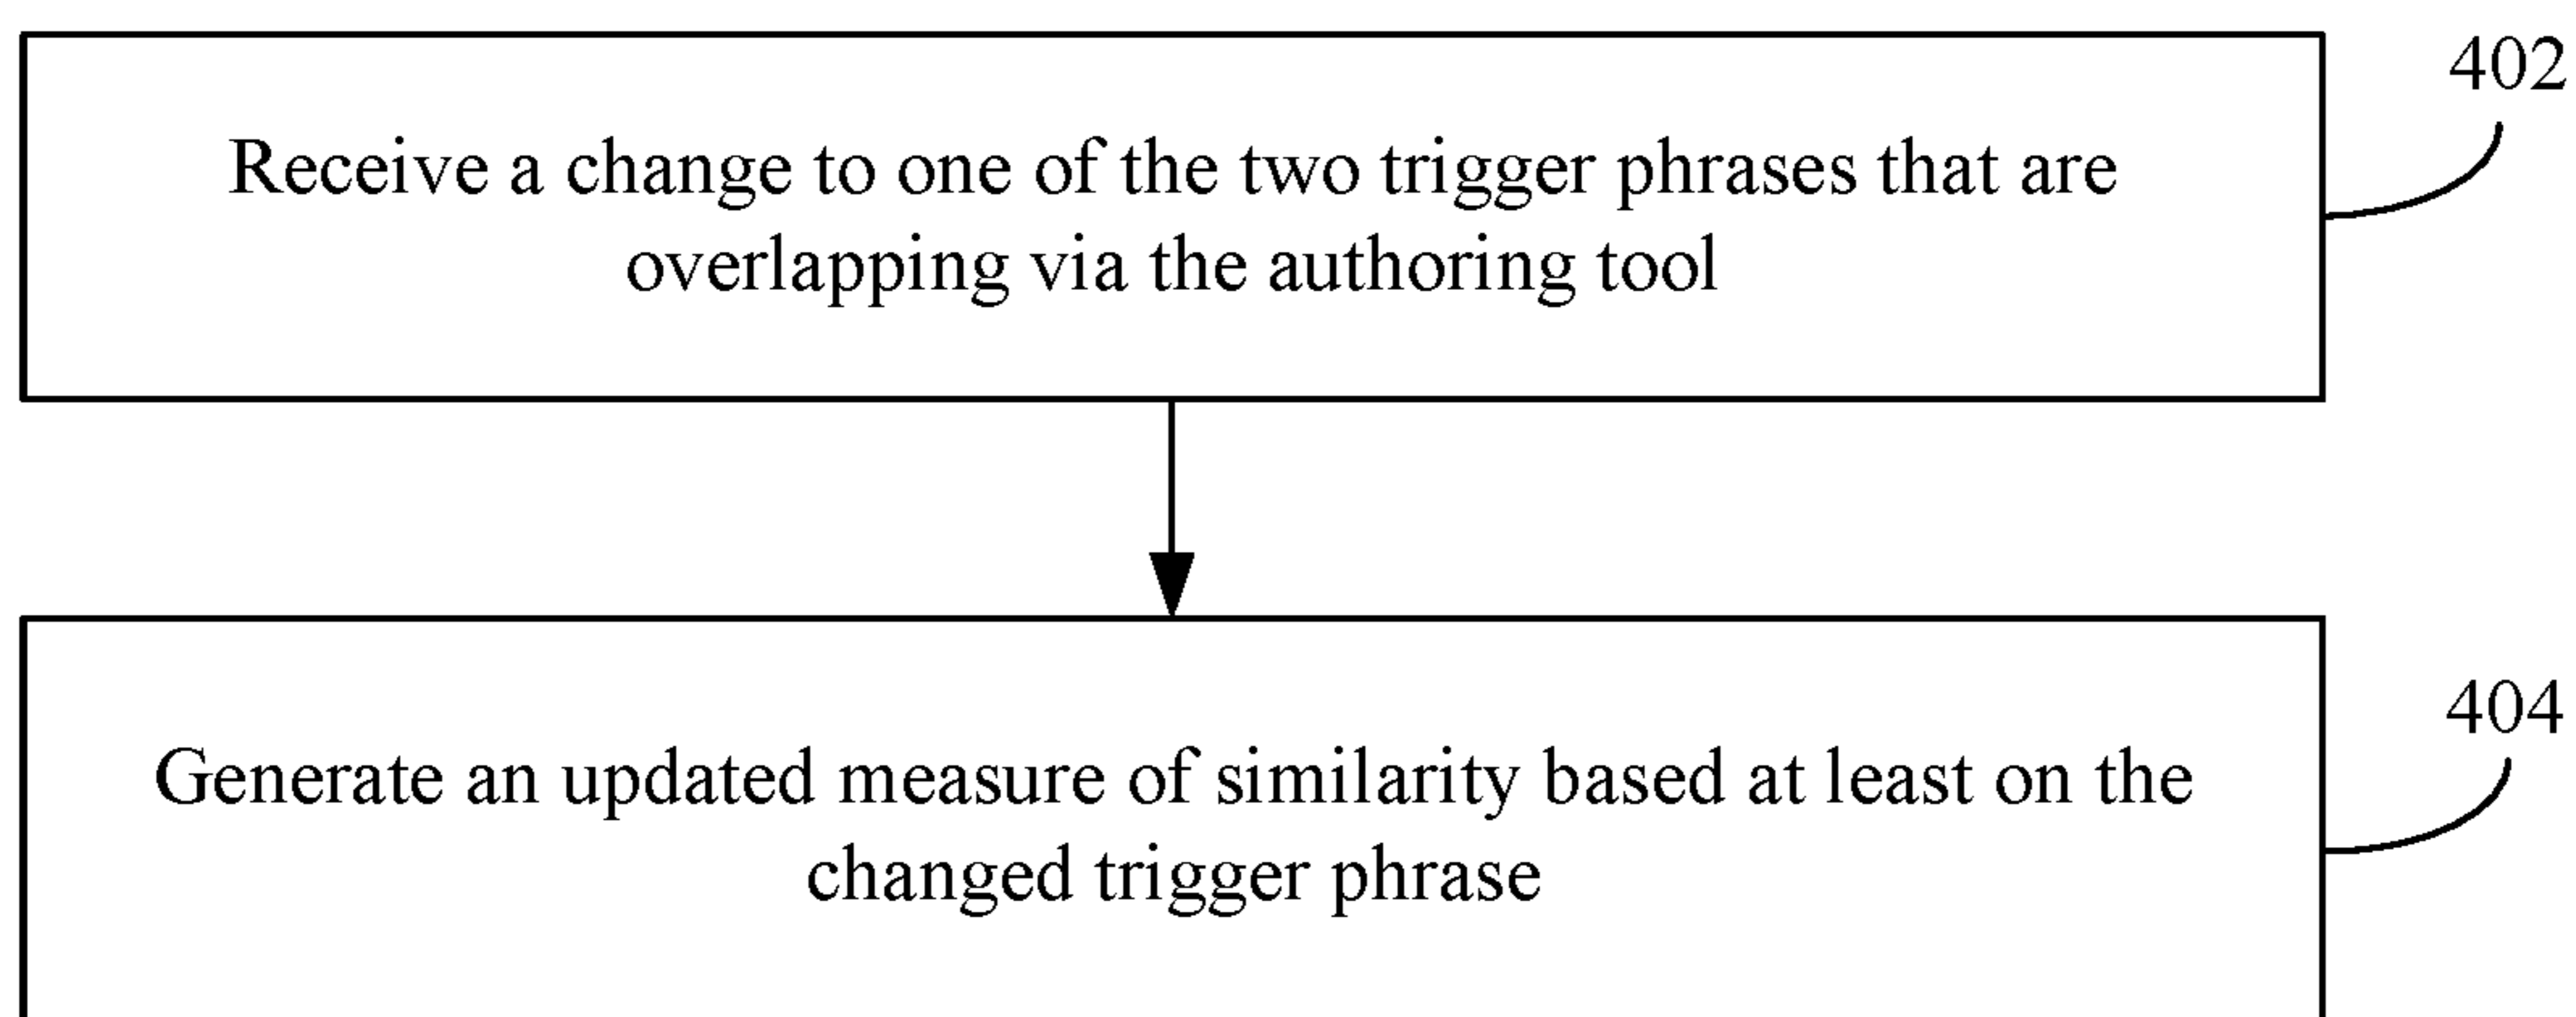 402
Receive a change to one of the two trigger phrases that are
overlapping via the authoring tool
404
Generate an updated measure of similarity based at least on the
changed trigger phrase